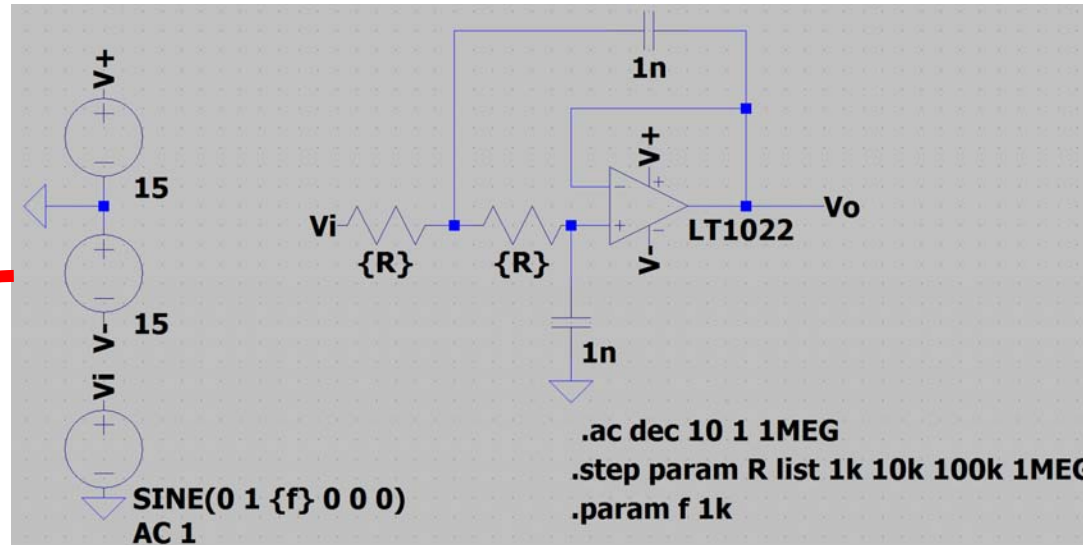 V+
15
15
V-
Vi
SINE(0 1 {f} 0 0 0)
AC 1
1n
V+
Vi
{R}
{R}
LT1022
Vo
V-
1n
.ac dec 10 1 1MEG
.step param R list 1k 10k 100k 1MEG
.param f 1k